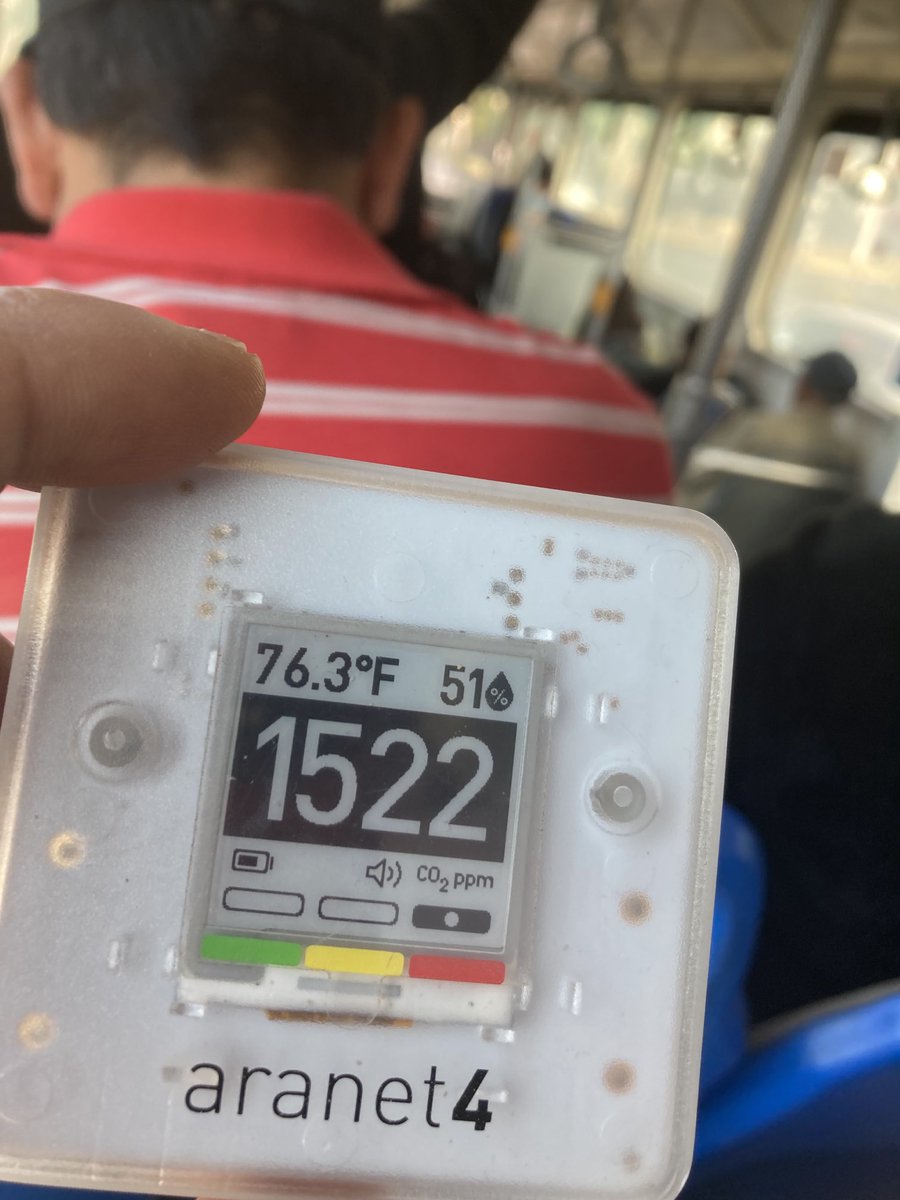 76.3°F 51%
1522
CO₂ ppm
aranet4